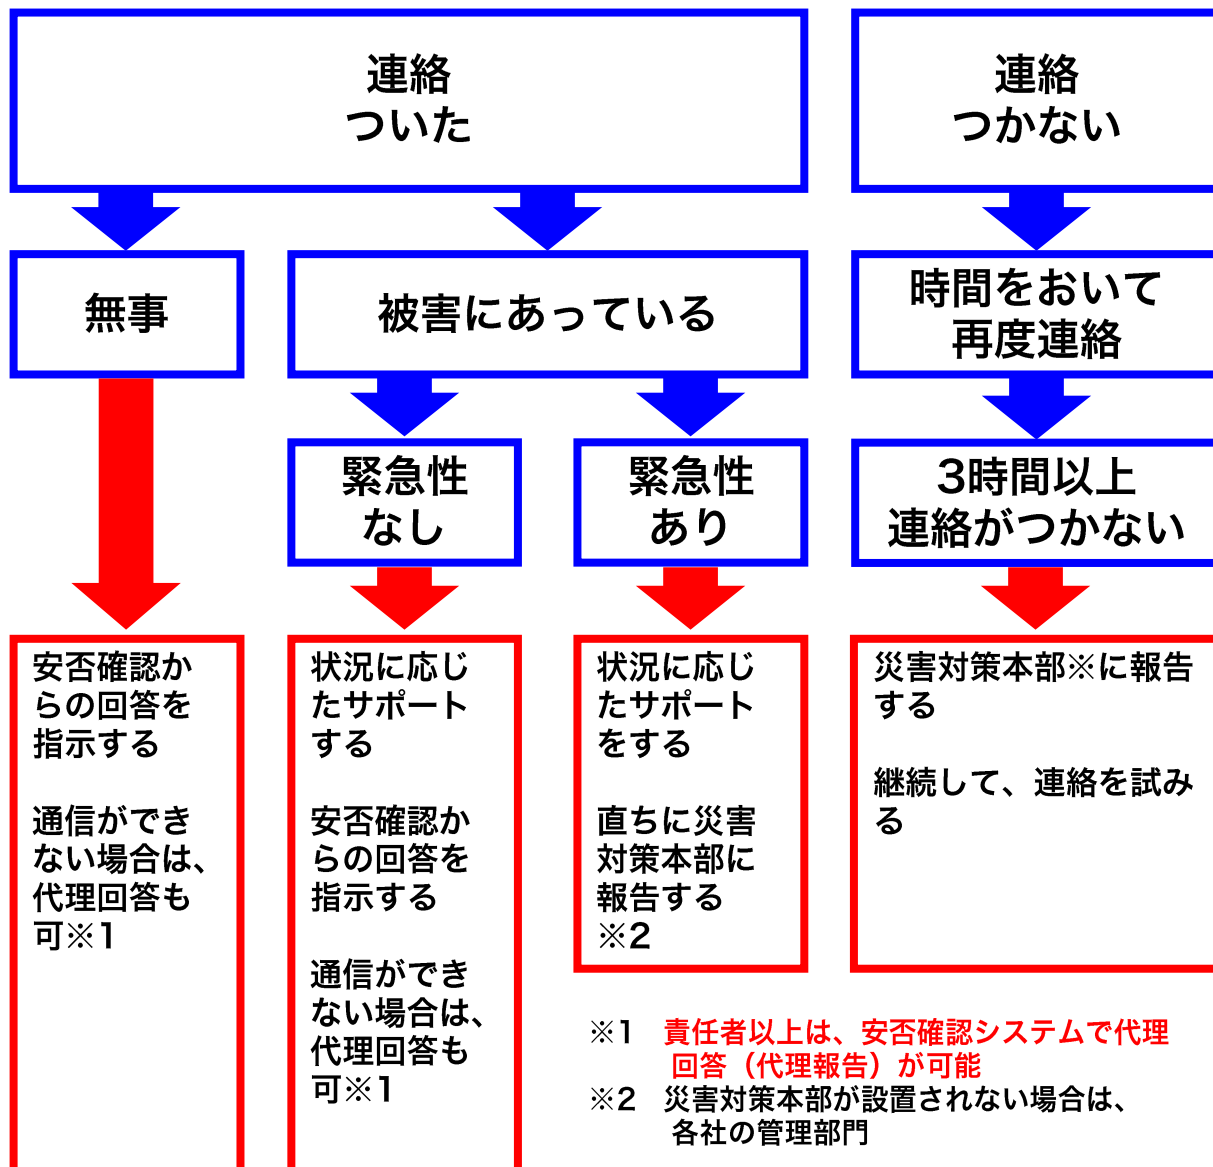 連絡
ついた
連絡
つかない
無事
被害にあっている
時間をおいて
再度連絡
緊急性
なし
緊急性
あり
3時間以上
連絡がつかない
安否確認か
らの回答を
指示する
通信ができ
ない場合は、
代理回答も
可※1
状況に応じ
たサポート
する
安否確認か
らの回答を
指示する
通信ができ
ない場合は、
代理回答も
可※1
状況に応じ
たサポート
をする
直ちに災害
対策本部に
報告する
※2
災害対策本部※に報告
する
継続して、連絡を試み
る
※1 責任者以上は、安否確認システムで代理
回答（代理報告）が可能
※2 災害対策本部が設置されない場合は、
各社の管理部門